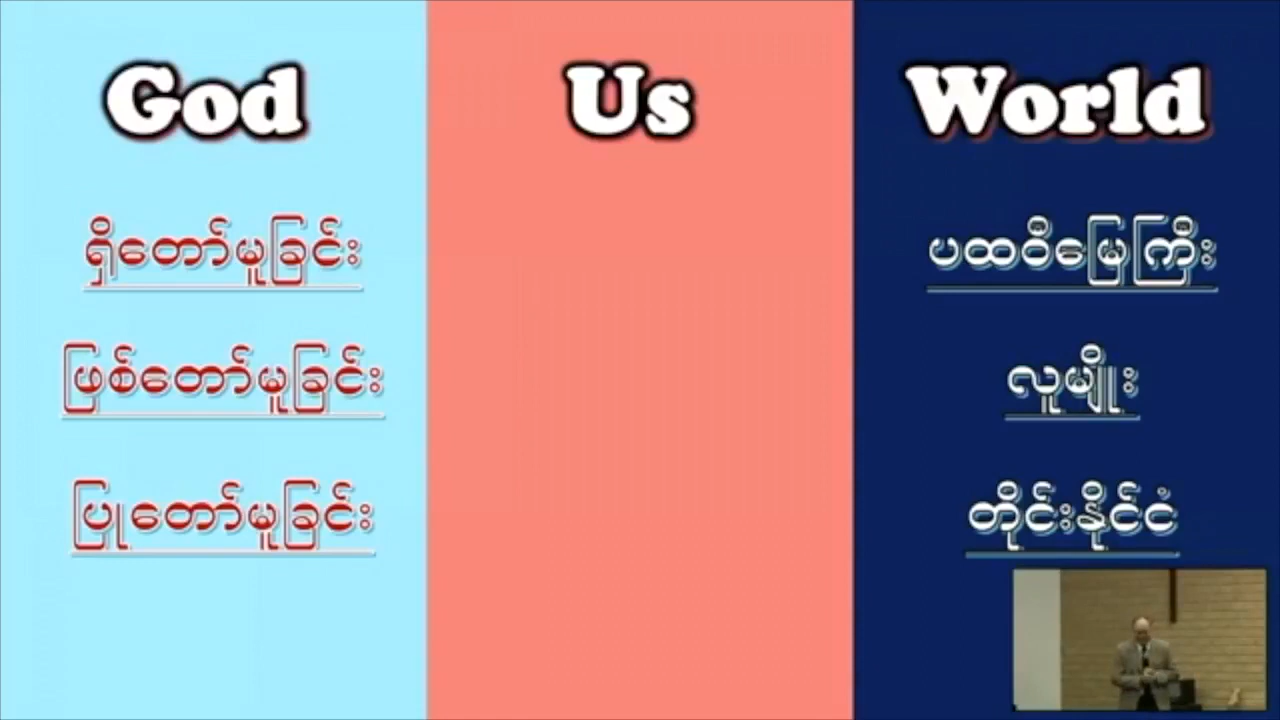 God
ရှိတော်မူခြင်း
ဖြစ်တော်မူခြင်း
ပြုတော်မူခြင်း
Us
World
ပထဝီမြေကြီး
လူမျိုး
တိုင်းနိုင်ငံ